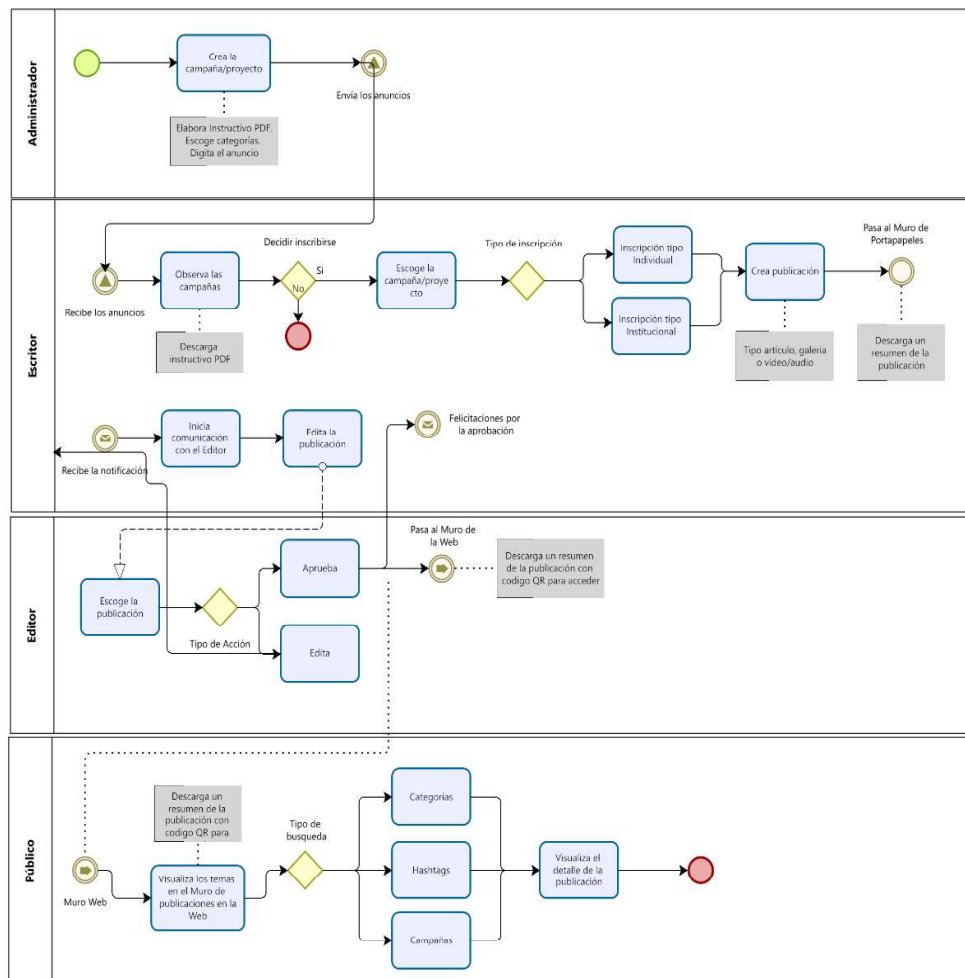 Administrador
Crea la
campaña/proyecto
Envía los anuncios
Elabora Instructivo PDF.
Escoge categorías.
Digita el anuncio
Escritor
Recibe los anuncios
Observa las
campañas
Descarga
instructivo PDF
Decidir inscribirse
Si
No
Escoge la
campaña/proye
cto
Tipo de inscripción
Inscripción tipo
Individual
Inscripción tipo
Institucional
Crea publicación
Tipo artículo, galeria
o video/audio
Pasa al Muro de
Portapapeles
Descarga un
resumen de la
publicación
Recibe la notificación
Inicia
comunicación
con el Editor
Edita la
publicación
Felicitaciones por
la aprobación
Editor
Escoge la
publicación
Tipo de Acción
Aprueba
Edita
Pasa al Muro de
la Web
Descarga un resumen
de la publicación con
codigo QR para acceder
Público
Muro Web
Descarga un
resumen de la
publicación con
codigo QR para
Visualiza los temas
en el Muro de
publicaciones en la
Web
Tipo de
busqueda
Categorias
Hashtags
Campañas
Visualiza el
detalle de la
publicación